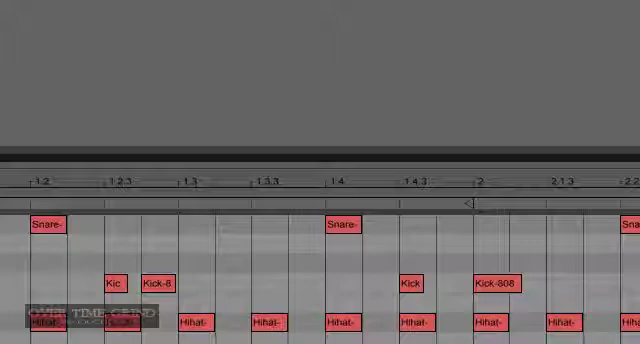 1.2 1.2.3 1.3 1.3.3 1.4 1.4.3 2 2.1.3 2.2
Snare- Snare- Sna
Kic Kick-8 Kick Kick-808
OVER TIME GRIND
Hihat- Hihat- Hihat- Hihat- Hihat- Hihat- Hihat- Hi